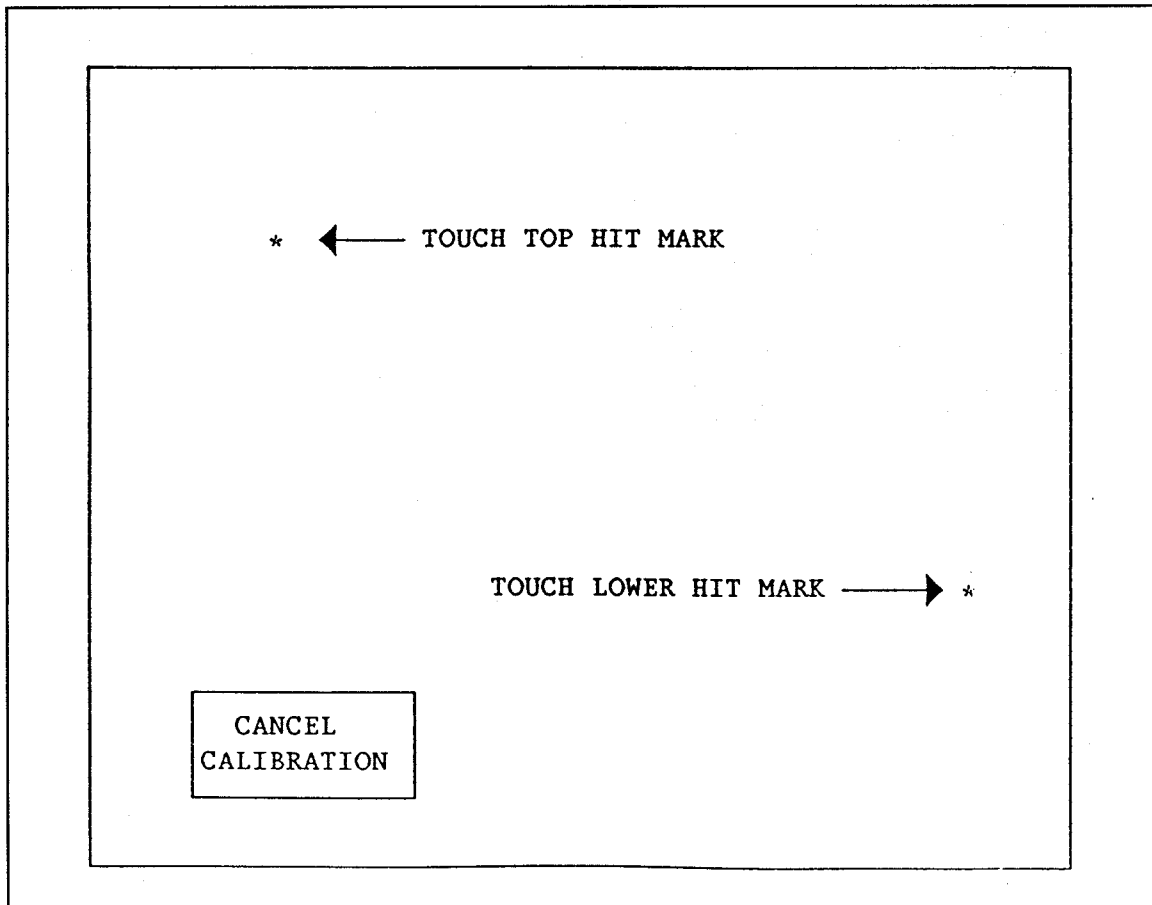 * TOUCH TOP HIT MARK
TOUCH LOWER HIT MARK *
CANCEL
CALIBRATION